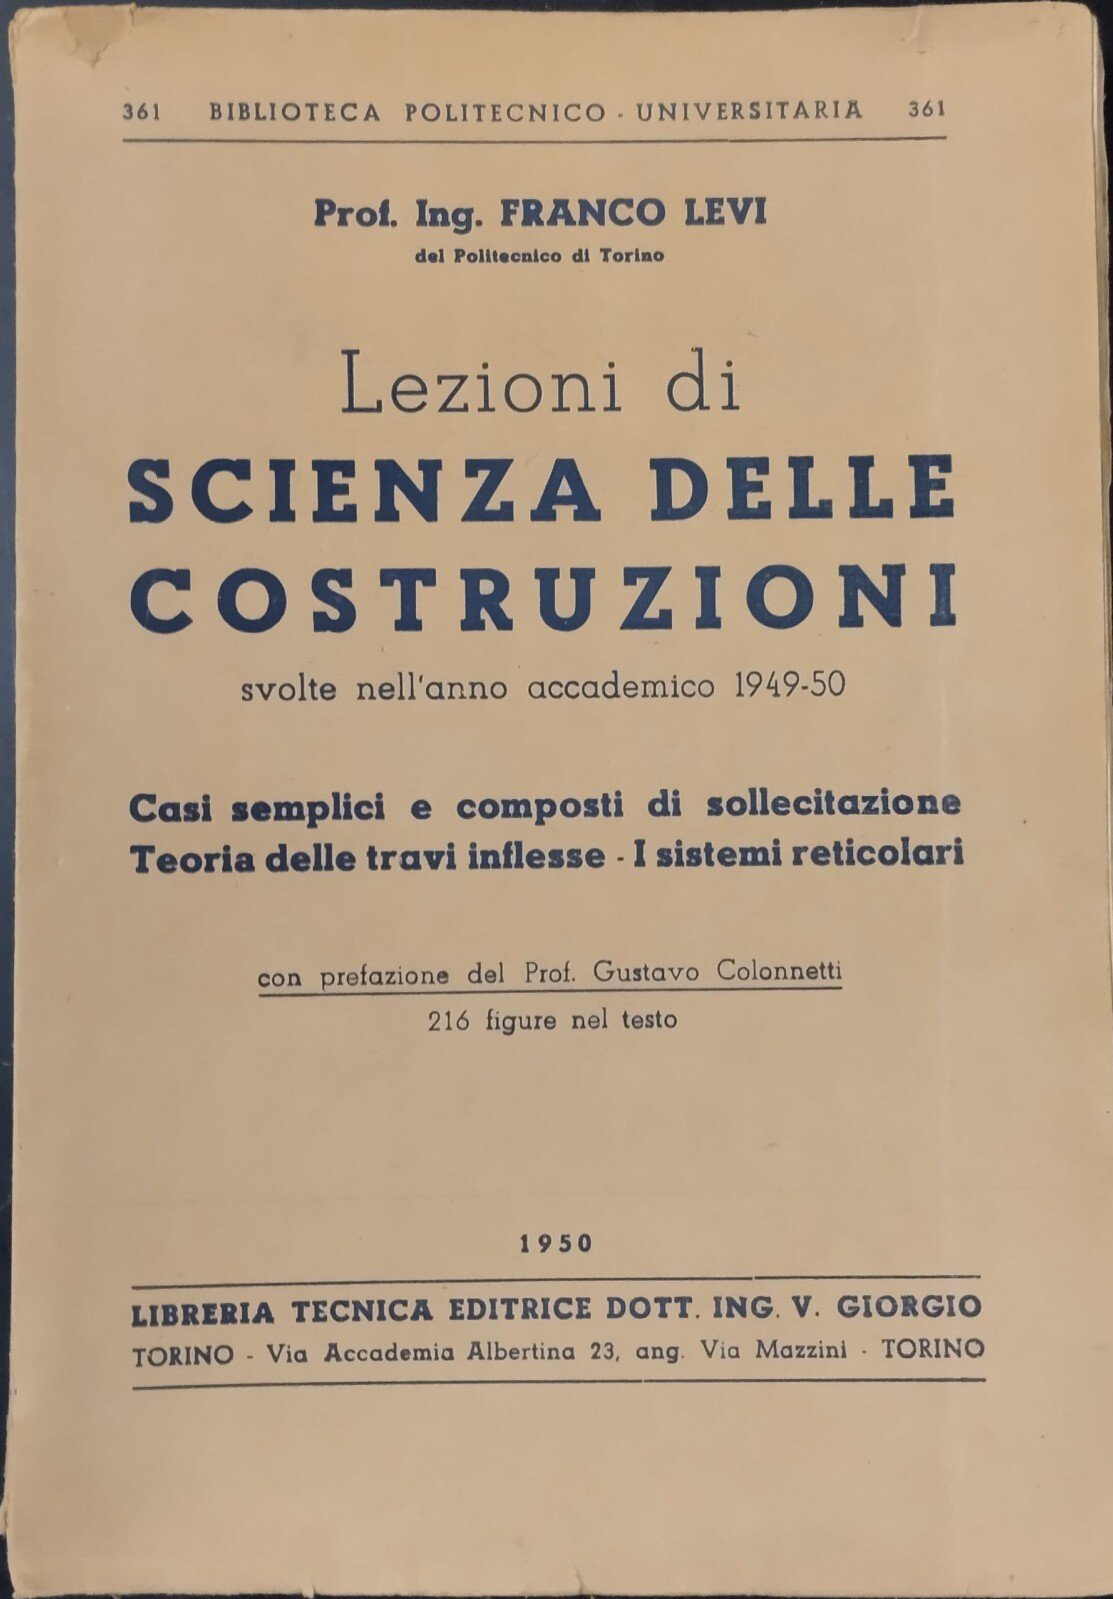 361 BIBLIOTECA POLITECNICO - UNIVERSITARIA 361
Prof. Ing. FRANCO LEVI
del Politecnico di Torino
Lezioni di
SCIENZA DELLE
COSTRUZIONI
svolte nell'anno accademico 1949-50
Casi semplici e composti di sollecitazione
Teoria delle travi inflesse - I sistemi reticolari
con prefazione del Prof. Gustavo Colonnetti
216 figure nel testo
1950
LIBRERIA TECNICA EDITRICE DOTT. ING. V. GIORGIO
TORINO - Via Accademia Albertina 23, ang. Via Mazzini - TORINO